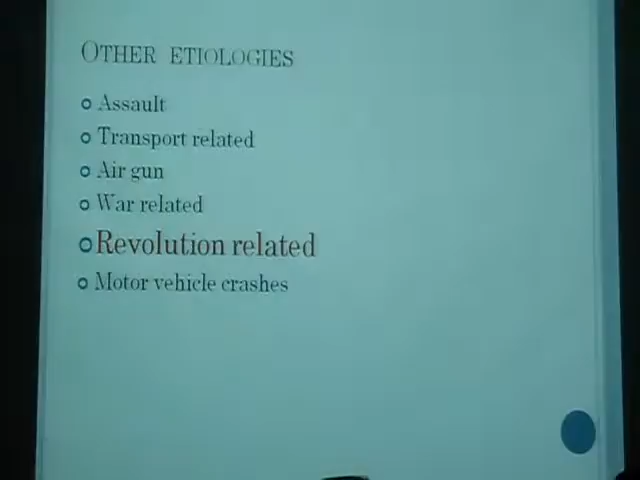 OTHER ETIOLOGIES
Assault
Transport related
Air gun
War related
Revolution related
Motor vehicle crashes